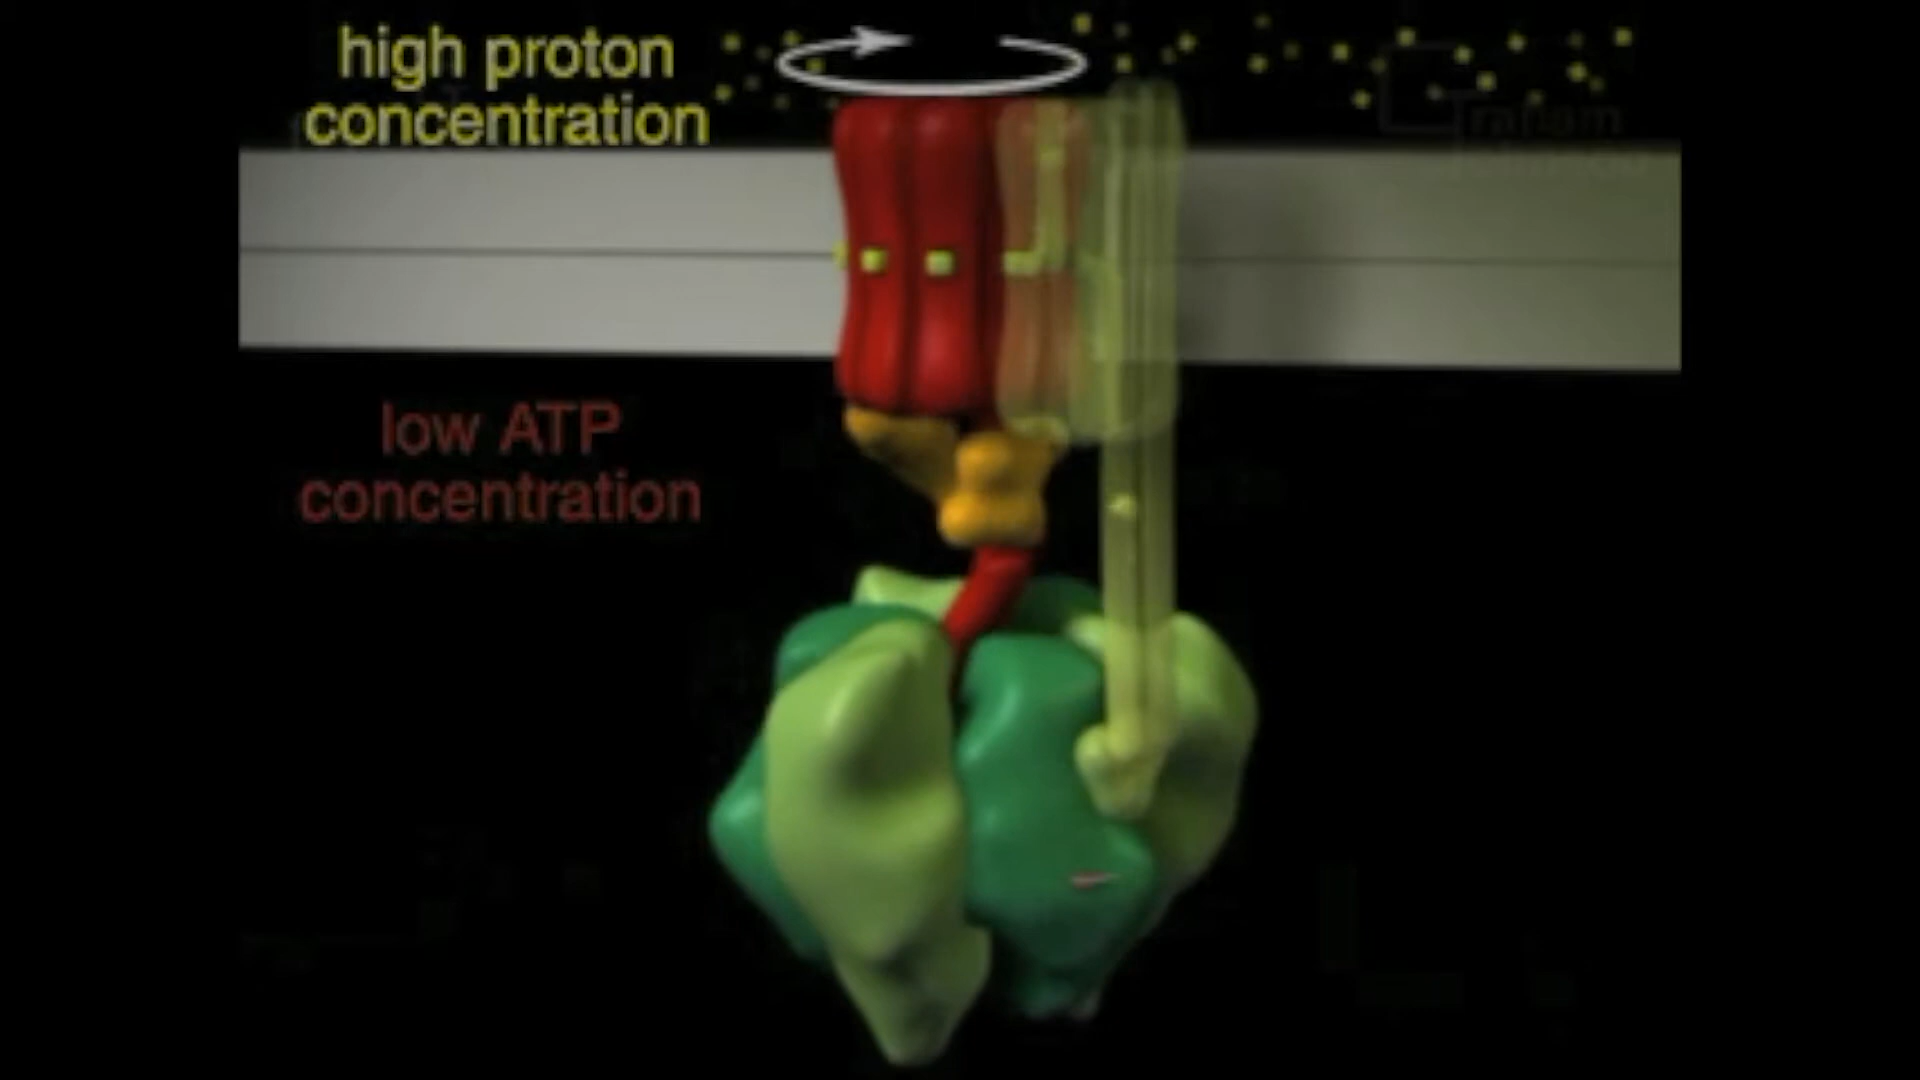 high proton
concentration
low ATP
concentration